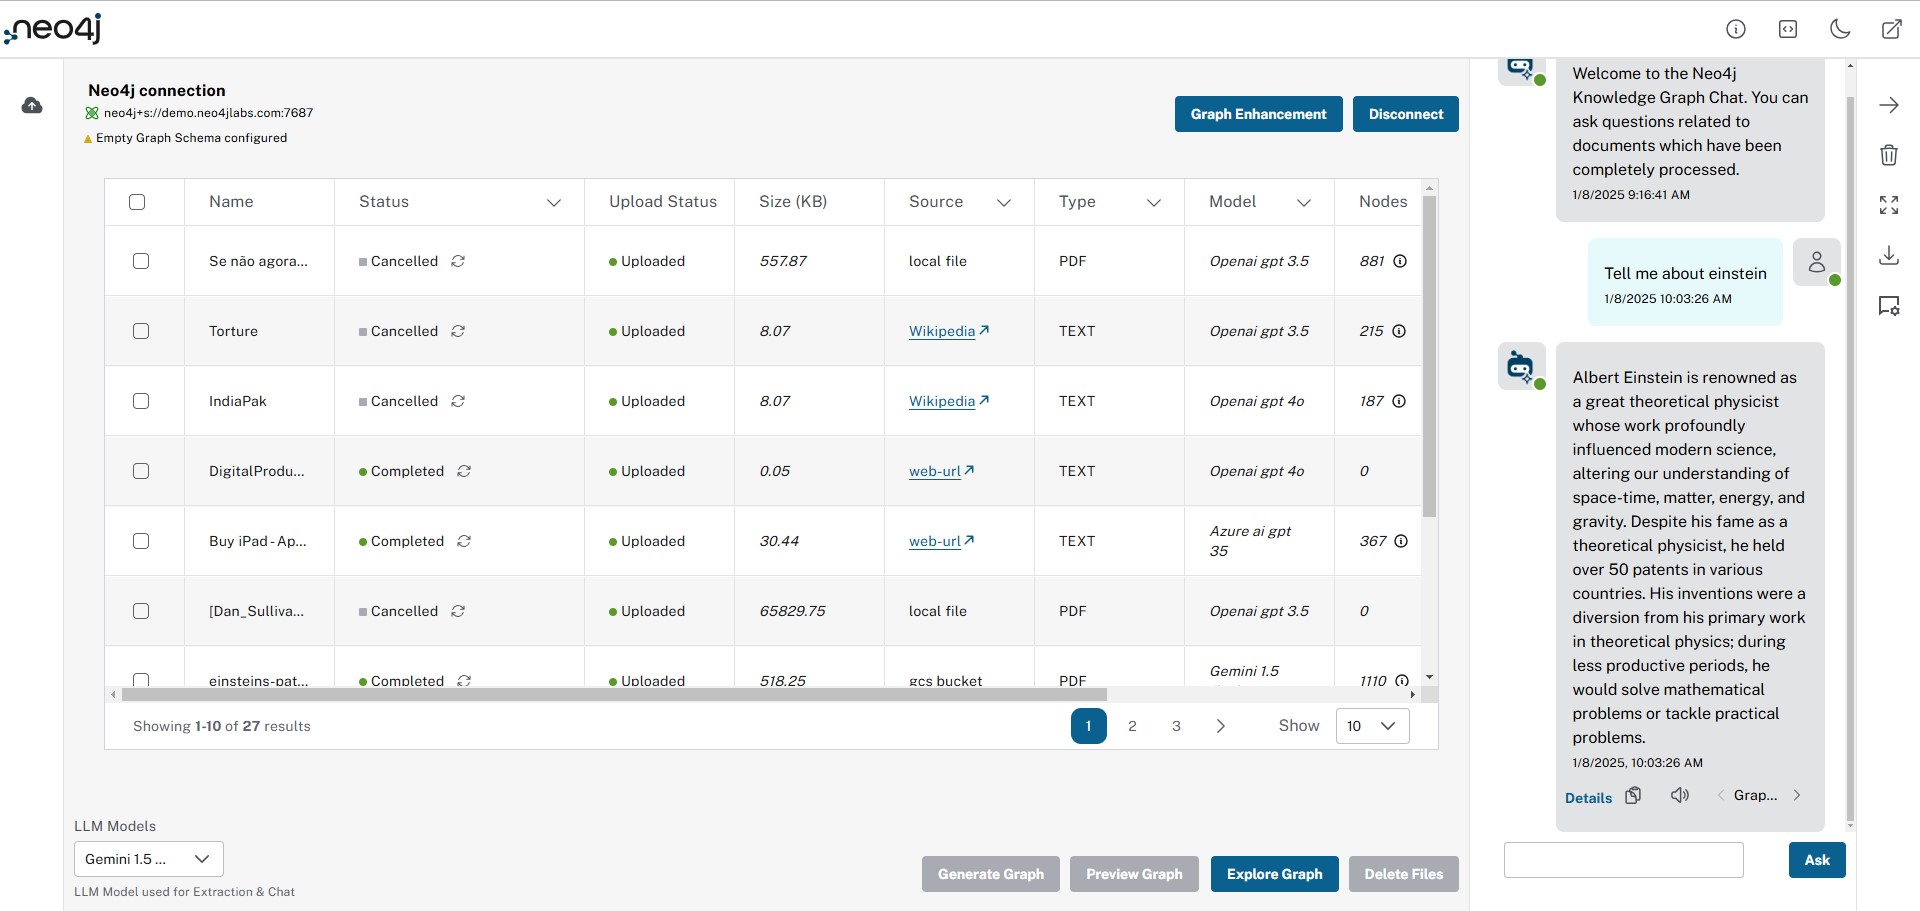 neo4j
Neo4j connection
neo4j+s://demo.neo4jlabs.com:7687
Empty Graph Schema configured
Graph Enhancement
Disconnect
Name Status Upload Status Size (KB) Source Type Model Nodes
Se não agora... Cancelled Uploaded 557.87 local file PDF Openai gpt 3.5 881
Torture Cancelled Uploaded 8.07 Wikipedia TEXT Openai gpt 3.5 215
IndiaPak Cancelled Uploaded 8.07 Wikipedia TEXT Openai gpt 4o 187
DigitalProdu... Completed Uploaded 0.05 web-url TEXT Openai gpt 4o 0
Buy iPad - Ap... Completed Uploaded 30.44 web-url TEXT Azure ai gpt 35 367
[Dan_Sulliva... Cancelled Uploaded 65829.75 local file PDF Openai gpt 3.5 0
einsteins-pat... Completed Uploaded 518.25 gcs bucket PDF Gemini 1.5 1110
Showing 1-10 of 27 results
1 2 3
Show 10
LLM Models
Gemini 1.5 ...
LLM Model used for Extraction & Chat
Generate Graph
Preview Graph
Explore Graph
Delete Files
Welcome to the Neo4j
Knowledge Graph Chat. You can
ask questions related to
documents which have been
completely processed.
1/8/2025 9:16:41 AM
Tell me about einstein
1/8/2025 10:03:26 AM
Albert Einstein is renowned as
a great theoretical physicist
whose work profoundly
influenced modern science,
altering our understanding of
space-time, matter, energy, and
gravity. Despite his fame as a
theoretical physicist, he held
over 50 patents in various
countries. His inventions were a
diversion from his primary work
in theoretical physics; during
less productive periods, he
would solve mathematical
problems or tackle practical
problems.
1/8/2025, 10:03:26 AM
Details
Grap...
Ask